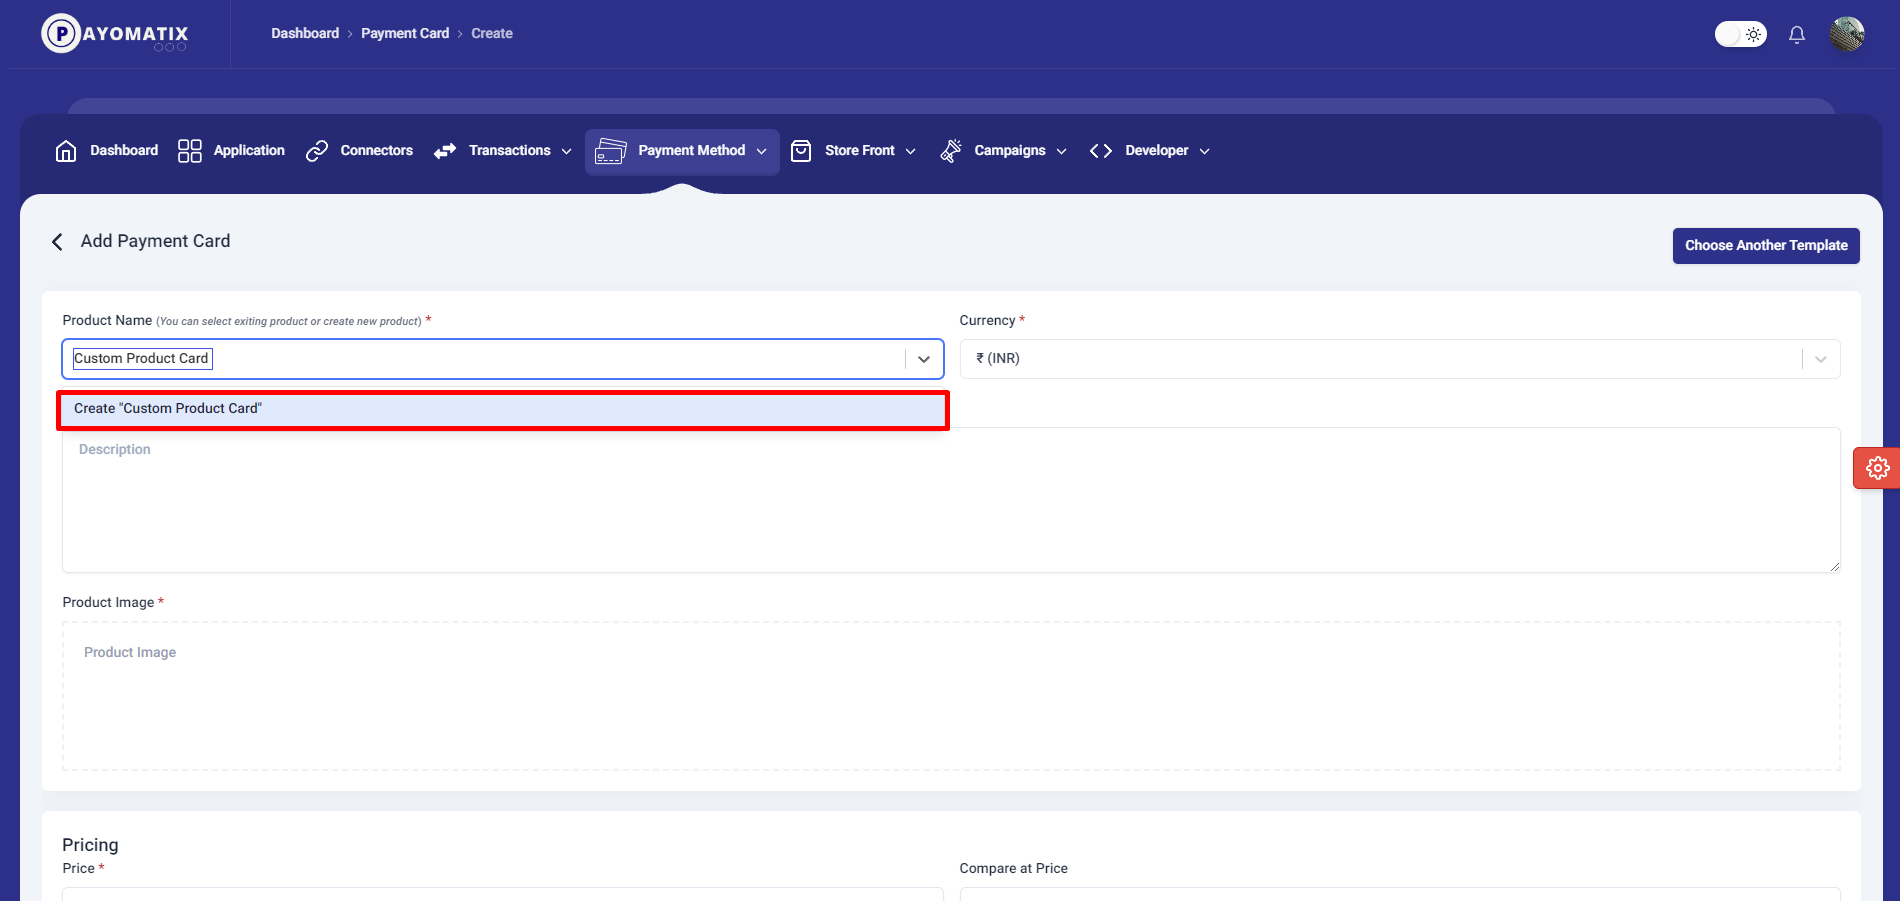 PAYOMATIX
Dashboard > Payment Card > Create
Dashboard Application Connectors Transactions Payment Method Store Front Campaigns Developer
Add Payment Card
Choose Another Template
Product Name (You can select exiting product or create new product) *
Currency *
Custom Product Card
₹ (INR)
Create "Custom Product Card"
Description
Product Image *
Product Image
Pricing
Price *
Compare at Price